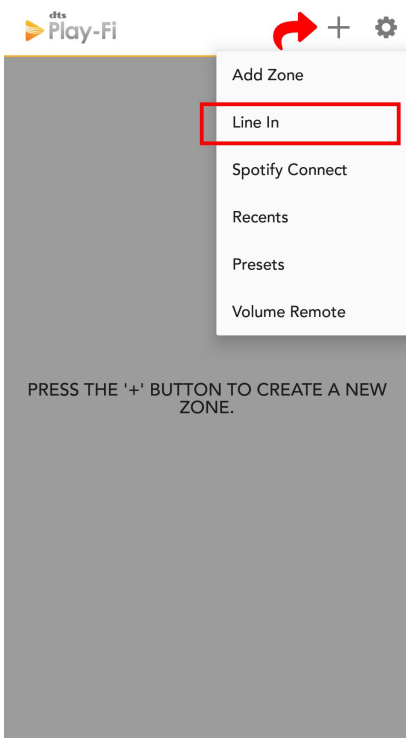 dts
Play-Fi
Add Zone
Line In
Spotify Connect
Recents
Presets
Volume Remote
PRESS THE '+' BUTTON TO CREATE A NEW
ZONE.